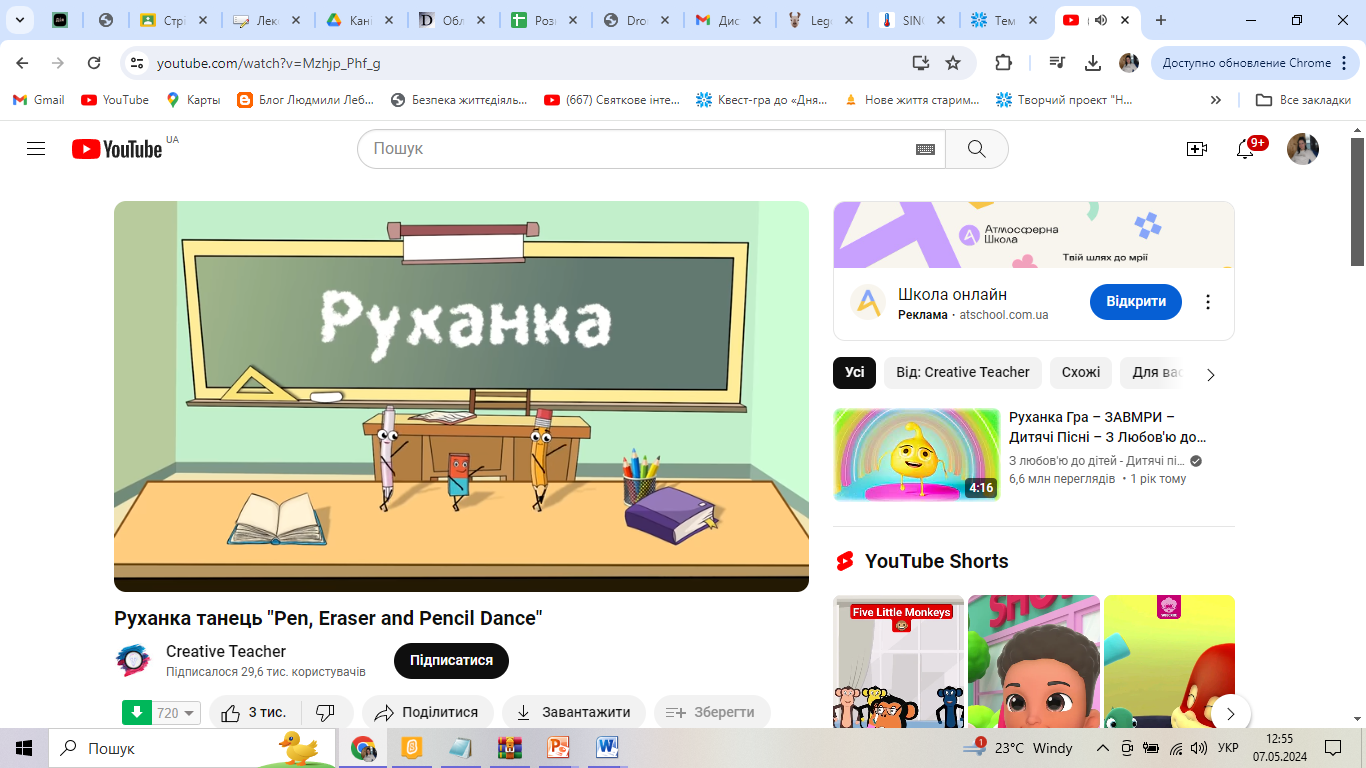 Стрі
Лекс
Кані
Обл
Розі
Dro
Дис
Leg
SIN
Тем
youtube.com/watch?v=Mzhjp_Phf_g
Доступно обновление Chrome
Gmail
YouTube
Карты
Блог Людмили Леб...
Безпека життєдіяль...
(667) Святкове інте...
Квест-гра до «Дня...
Нове життя старим...
Творчий проект "Н...
Все закладки
YouTube UA
Пошук
9+
Руханка
Атмосферна
Школа
Твій шлях до мрії
Школа онлайн
Реклама · atschool.com.ua
Відкрити
Усі
Від: Creative Teacher
Схожі
Для вас
Руханка Гра – ЗАВМРИ –
Дитячі Пісні – З Любов'ю до...
З любов'ю до дітей - Дитячі пі...
6,6 млн переглядів • 1 рік тому
4:16
YouTube Shorts
Five Little Monkeys
SHO
Руханка танець "Pen, Eraser and Pencil Dance"
Creative Teacher
Підписалося 29,6 тис. користувачів
Підписатися
720
3 тис.
Поділитися
Завантажити
Зберегти
Пошук
1
23°C Windy
УКР
12:55
07.05.2024